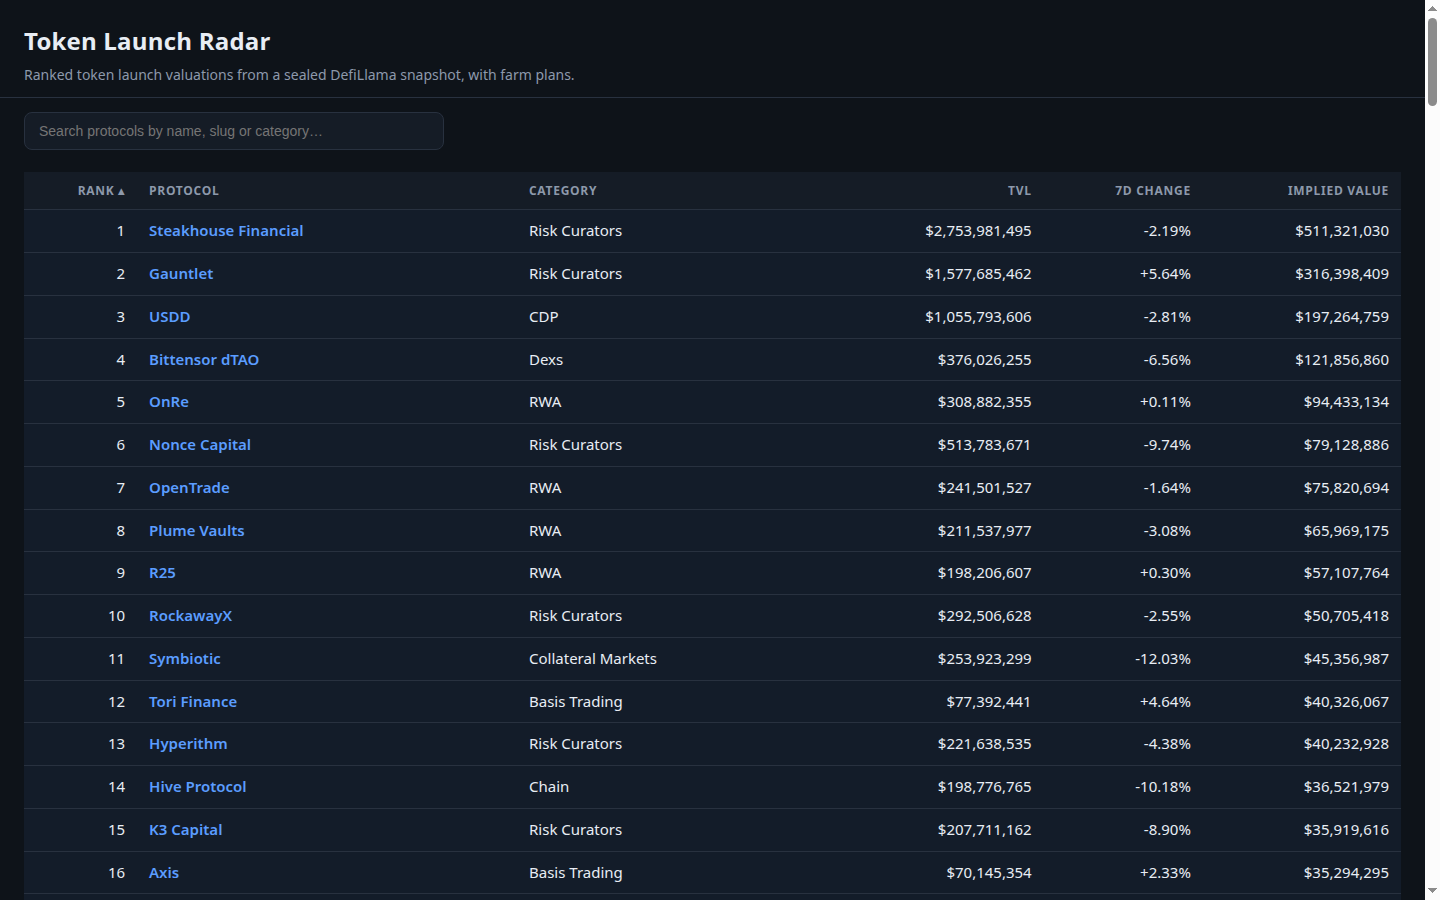 Token Launch Radar
Ranked token launch valuations from a sealed DefiLlama snapshot, with farm plans.
Search protocols by name, slug or category…
RANK ▲ PROTOCOL CATEGORY TVL 7D CHANGE IMPLIED VALUE
1 Steakhouse Financial Risk Curators $2,753,981,495 -2.19% $511,321,030
2 Gauntlet Risk Curators $1,577,685,462 +5.64% $316,398,409
3 USDD CDP $1,055,793,606 -2.81% $197,264,759
4 Bittensor dTAO Dexs $376,026,255 -6.56% $121,856,860
5 OnRe RWA $308,882,355 +0.11% $94,433,134
6 Nonce Capital Risk Curators $513,783,671 -9.74% $79,128,886
7 OpenTrade RWA $241,501,527 -1.64% $75,820,694
8 Plume Vaults RWA $211,537,977 -3.08% $65,969,175
9 R25 RWA $198,206,607 +0.30% $57,107,764
10 RockawayX Risk Curators $292,506,628 -2.55% $50,705,418
11 Symbiotic Collateral Markets $253,923,299 -12.03% $45,356,987
12 Tori Finance Basis Trading $77,392,441 +4.64% $40,326,067
13 Hyperithm Risk Curators $221,638,535 -4.38% $40,232,928
14 Hive Protocol Chain $198,776,765 -10.18% $36,521,979
15 K3 Capital Risk Curators $207,711,162 -8.90% $35,919,616
16 Axis Basis Trading $70,145,354 +2.33% $35,294,295